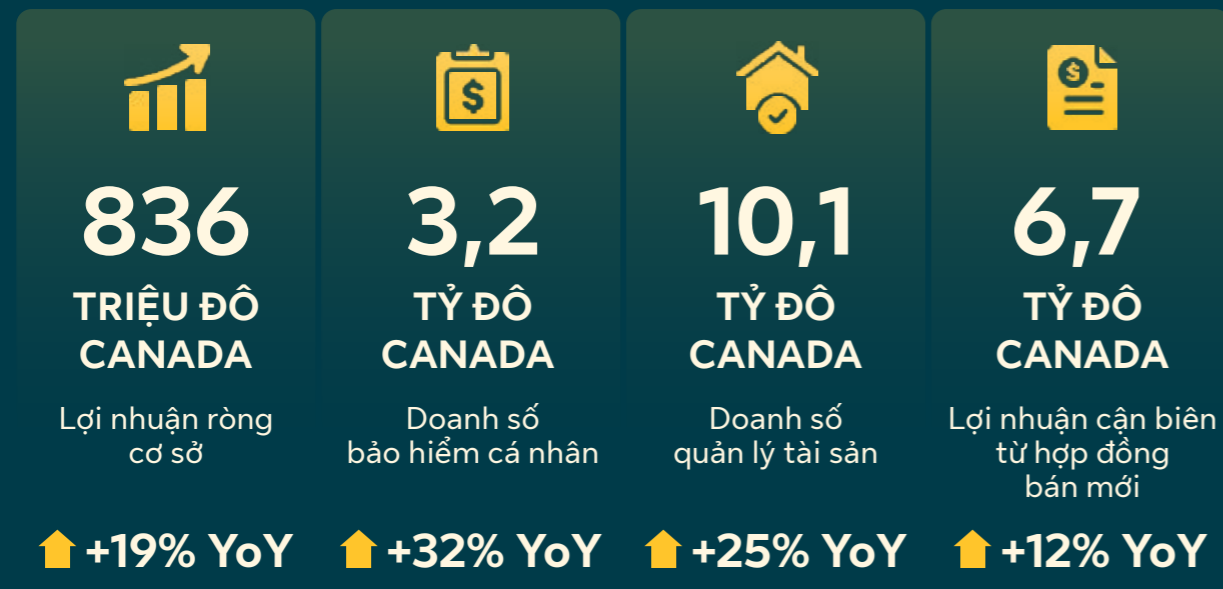 836
TRIỆU ĐÔ
CANADA
Lợi nhuận ròng
cơ sở
+19% YoY
3,2
TỶ ĐÔ
CANADA
Doanh số
bảo hiểm cá nhân
+32% YoY
10,1
TỶ ĐÔ
CANADA
Doanh số
quản lý tài sản
+25% YoY
6,7
TỶ ĐÔ
CANADA
Lợi nhuận cận biên
từ hợp đồng
bán mới
+12% YoY